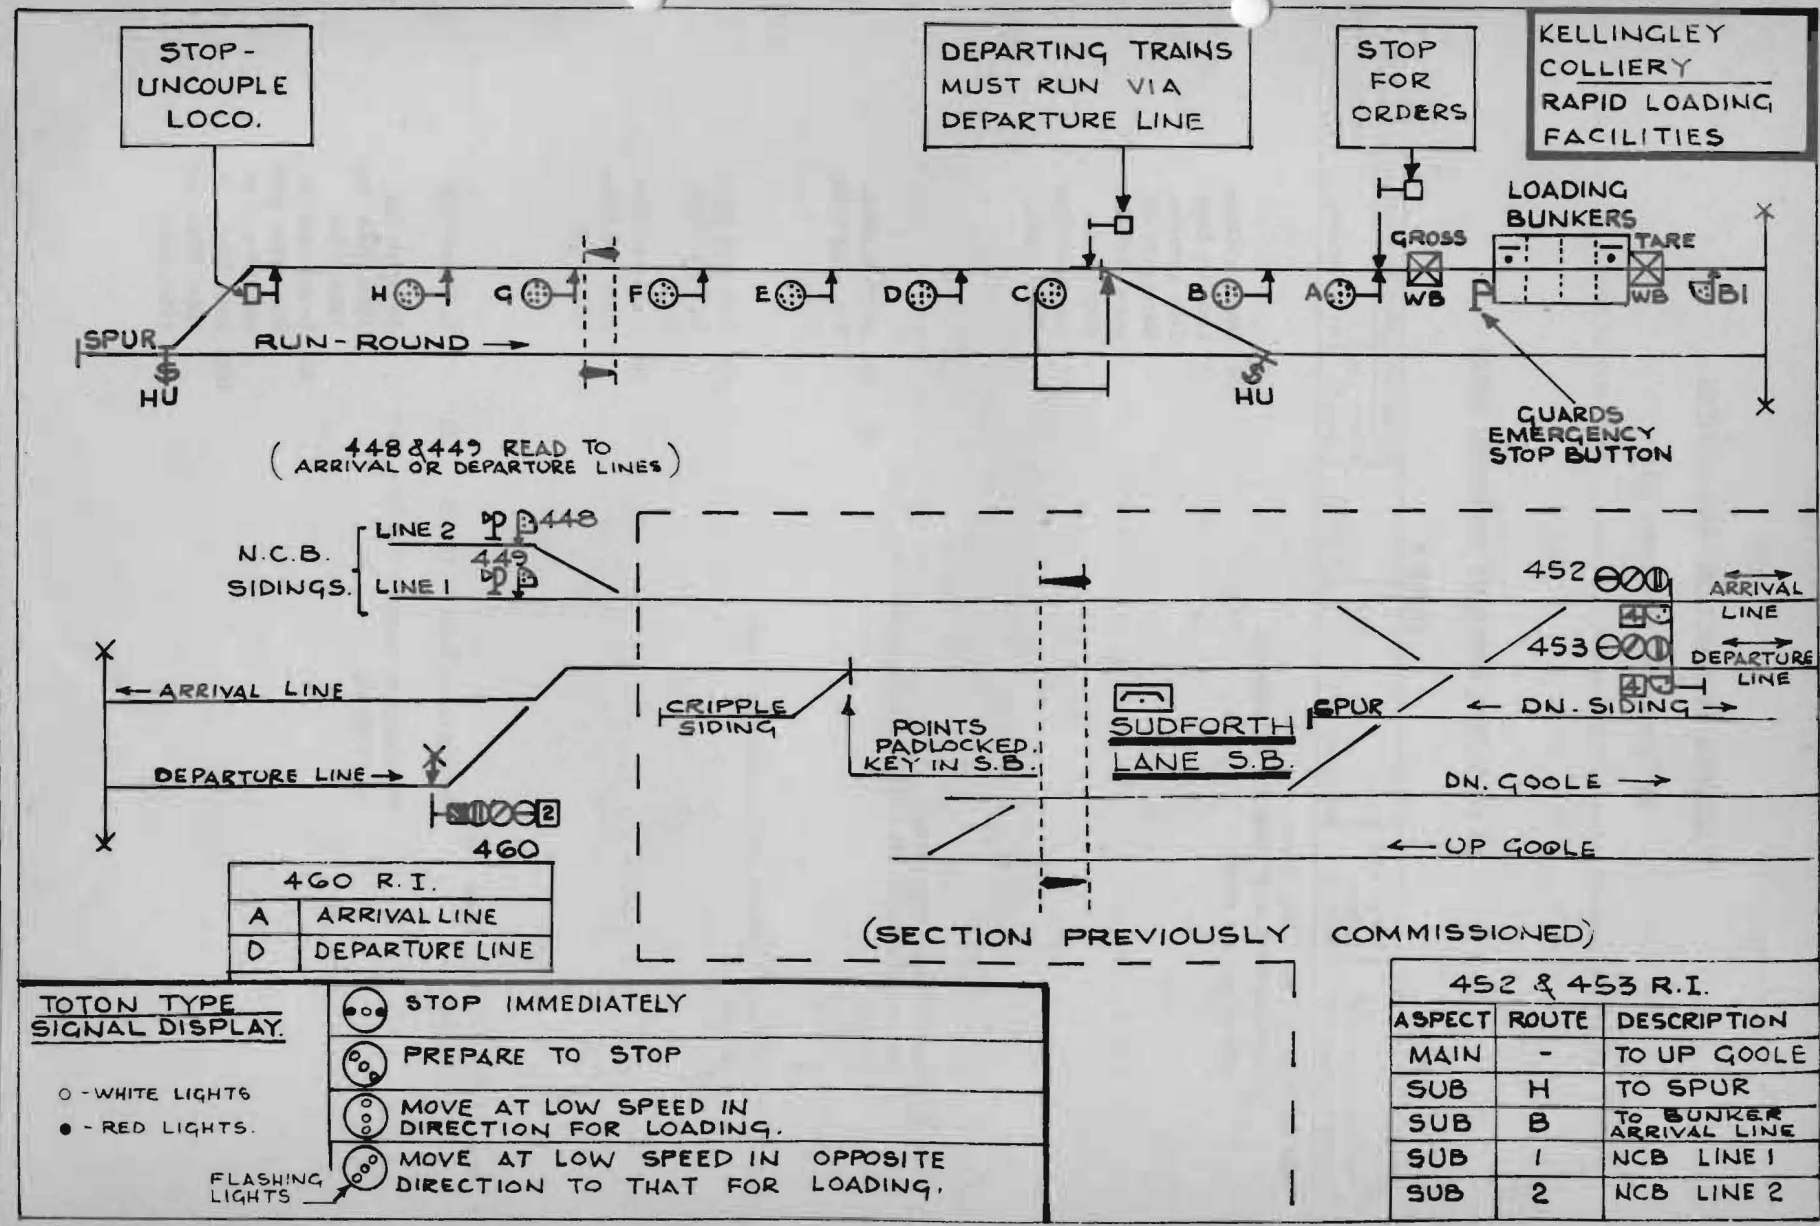 STOP-
UNCOUPLE
LOCO.
DEPARTING TRAINS
MUST RUN VIA
DEPARTURE LINE
STOP
FOR
ORDERS
KELLINGLEY
COLLIERY
RAPID LOADING
FACILITIES
LOADING
BUNKERS
GROSS
TARE
H
G
F
E
D
C
B
A
WB
P
WB
B1
SPUR
RUN-ROUND
S
HU
S
HU
GUARDS
EMERGENCY
STOP BUTTON
(448 & 449 READ TO
ARRIVAL OR DEPARTURE LINES)
N.C.B.
SIDINGS.
LINE 2
P
448
449
LINE 1
P
452
ARRIVAL
LINE
4
453
DEPARTURE
LINE
4
ARRIVAL LINE
CRIPPLE
SIDING
POINTS
PADLOCKED.
KEY IN S.B.
SUDFORTH
LANE S.B.
SPUR
DN. SIDING
DEPARTURE LINE
DN. GOOLE
2
460
UP GOOLE
460 R.I.
A ARRIVAL LINE
D DEPARTURE LINE
(SECTION PREVIOUSLY COMMISSIONED)
TOTON TYPE
SIGNAL DISPLAY.
○ - WHITE LIGHTS
● - RED LIGHTS.
FLASHING
LIGHTS
STOP IMMEDIATELY
PREPARE TO STOP
MOVE AT LOW SPEED IN
DIRECTION FOR LOADING.
MOVE AT LOW SPEED IN OPPOSITE
DIRECTION TO THAT FOR LOADING.
452 & 453 R.I.
ASPECT ROUTE DESCRIPTION
MAIN - TO UP GOOLE
SUB H TO SPUR
SUB B TO BUNKER
ARRIVAL LINE
SUB 1 NCB LINE 1
SUB 2 NCB LINE 2